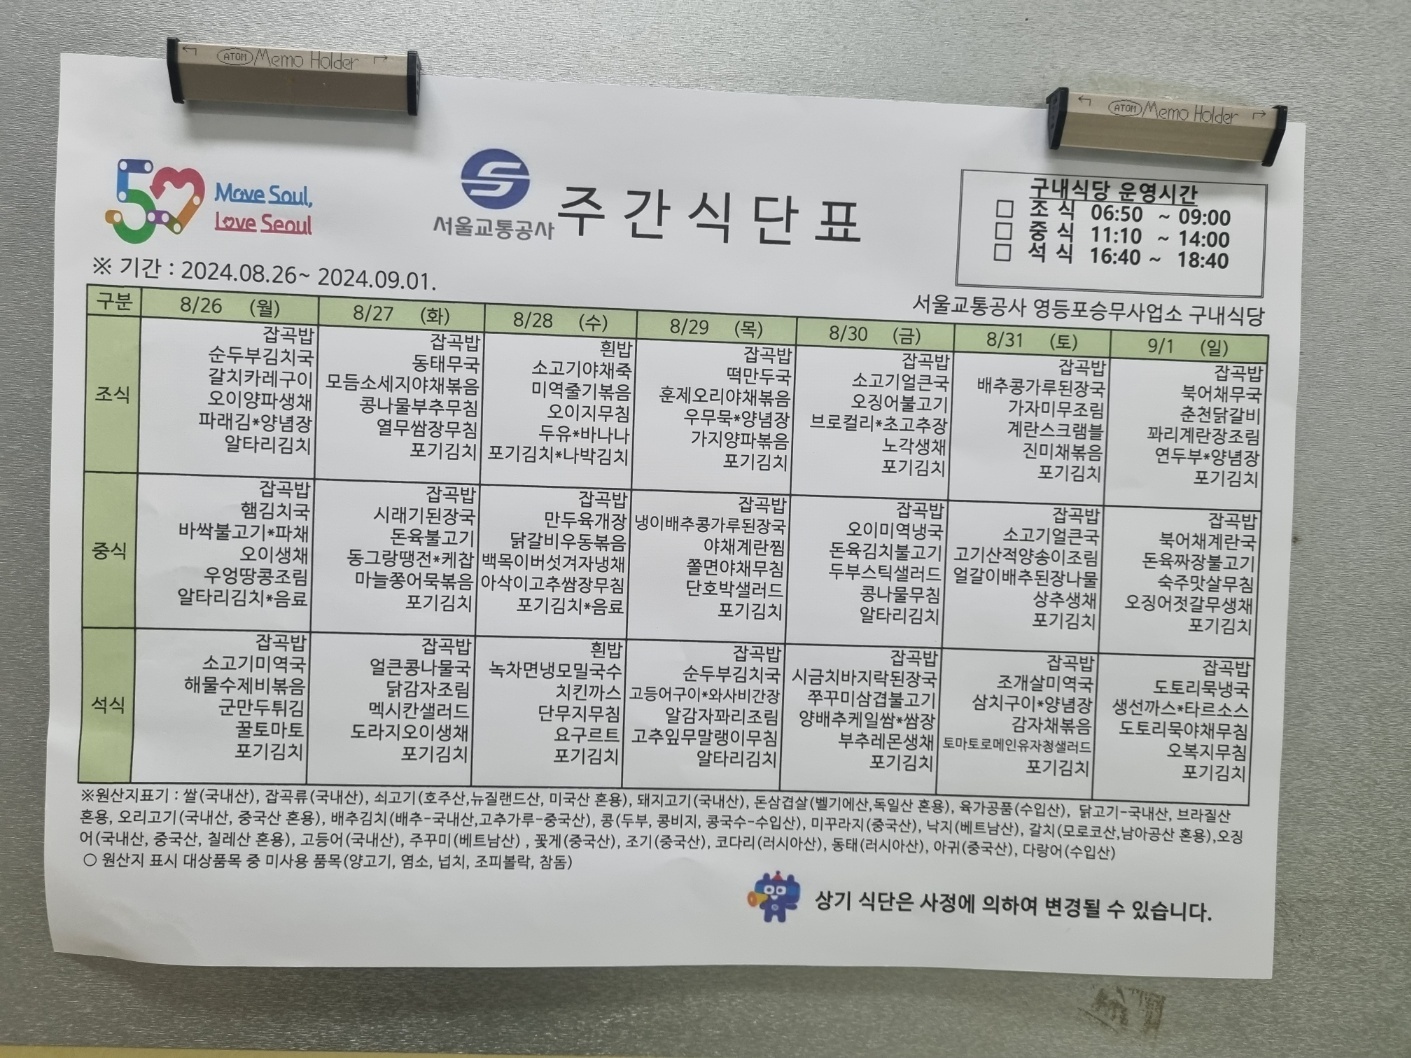 ATOM Memo Holder
ATOM Memo Holder
50 Move Soul,
Love Seoul
서울교통공사
주간식단표
구내식당 운영시간
□ 조 식 06:50 ~ 09:00
□ 중 식 11:10 ~ 14:00
□ 석 식 16:40 ~ 18:40
※ 기간 : 2024.08.26~ 2024.09.01.
서울교통공사 영등포승무사업소 구내식당
구분 8/26 (월) 8/27 (화) 8/28 (수) 8/29 (목) 8/30 (금) 8/31 (토) 9/1 (일)
조식
잡곡밥
순두부김치국
갈치카레구이
오이양파생채
파래김*양념장
알타리김치
잡곡밥
동태무국
모듬소세지야채볶음
콩나물부추무침
열무쌈장무침
포기김치
흰밥
소고기야채죽
미역줄기볶음
오이지무침
두유*바나나
포기김치*나박김치
잡곡밥
떡만두국
훈제오리야채볶음
우무묵*양념장
가지양파볶음
포기김치
잡곡밥
소고기얼큰국
오징어불고기
브로컬리*초고추장
노각생채
포기김치
잡곡밥
배추콩가루된장국
가자미무조림
계란스크램블
진미채볶음
포기김치
잡곡밥
북어채무국
춘천닭갈비
꽈리계란장조림
연두부*양념장
포기김치
중식
잡곡밥
햄김치국
바싹불고기*파채
오이생채
우엉땅콩조림
알타리김치*음료
잡곡밥
시래기된장국
돈육불고기
동그랑땡전*케찹
마늘쫑어묵볶음
포기김치
잡곡밥
만두육개장
닭갈비우동볶음
백목이버섯겨자냉채
아삭이고추쌈장무침
포기김치*음료
잡곡밥
냉이배추콩가루된장국
야채계란찜
쫄면야채무침
단호박샐러드
포기김치
잡곡밥
오이미역냉국
돈육김치불고기
두부스틱샐러드
콩나물무침
알타리김치
잡곡밥
소고기얼큰국
고기산적양송이조림
얼갈이배추된장나물
상추생채
포기김치
잡곡밥
북어채계란국
돈육짜장불고기
숙주맛살무침
오징어젓갈무생채
포기김치
석식
잡곡밥
소고기미역국
해물수제비볶음
군만두튀김
꿀토마토
포기김치
잡곡밥
얼큰콩나물국
닭감자조림
멕시칸샐러드
도라지오이생채
포기김치
흰밥
녹차면냉모밀국수
치킨까스
단무지무침
요구르트
포기김치
잡곡밥
순두부김치국
고등어구이*와사비간장
알감자꽈리조림
고추잎무말랭이무침
알타리김치
잡곡밥
시금치바지락된장국
쭈꾸미삼겹불고기
양배추케일쌈*쌈장
부추레몬생채
포기김치
잡곡밥
조개살미역국
삼치구이*양념장
감자채볶음
토마토로메인유자청샐러드
포기김치
잡곡밥
도토리묵냉국
생선까스*타르소스
도토리묵야채무침
오복지무침
포기김치
※원산지표기 : 쌀(국내산), 잡곡류(국내산), 쇠고기(호주산,뉴질랜드산, 미국산 혼용), 돼지고기(국내산), 돈삼겹살(벨기에산,독일산 혼용), 육가공품(수입산), 닭고기-국내산, 브라질산
혼용, 오리고기(국내산, 중국산 혼용), 배추김치(배추-국내산,고추가루-중국산), 콩(두부, 콩비지, 콩국수-수입산), 미꾸라지(중국산), 낙지(베트남산), 갈치(모로코산,남아공산 혼용),오징
어(국내산, 중국산, 칠레산 혼용), 고등어(국내산), 주꾸미(베트남산) , 꽃게(중국산), 조기(중국산), 코다리(러시아산), 동태(러시아산), 아귀(중국산), 다랑어(수입산)
○ 원산지 표시 대상품목 중 미사용 품목(양고기, 염소, 넙치, 조피볼락, 참돔)
상기 식단은 사정에 의하여 변경될 수 있습니다.